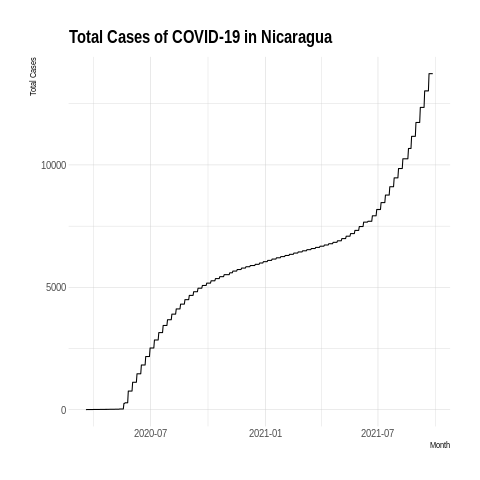 Total Cases of COVID-19 in Nicaragua
Total Cases
10000
5000
0
2020-07
2021-01
2021-07
Month